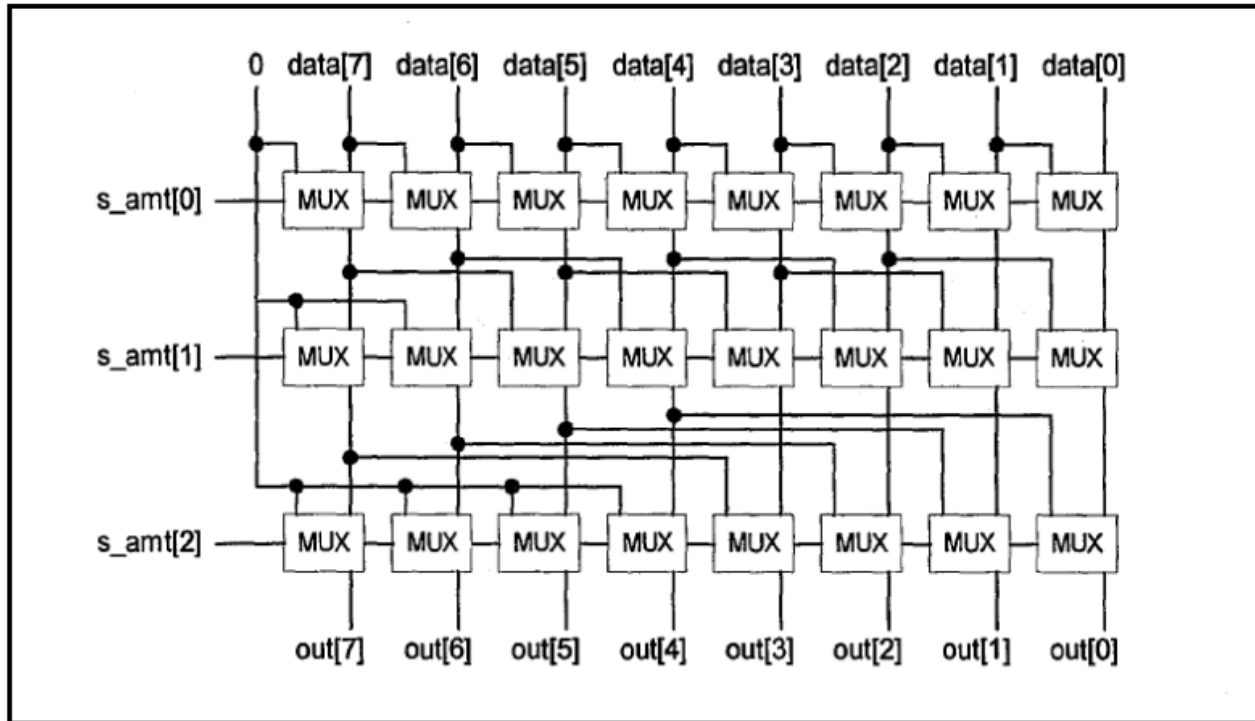 0 data[7] data[6] data[5] data[4] data[3] data[2] data[1] data[0]
s_amt[0] MUX MUX MUX MUX MUX MUX MUX MUX
s_amt[1] MUX MUX MUX MUX MUX MUX MUX MUX
s_amt[2] MUX MUX MUX MUX MUX MUX MUX MUX
out[7] out[6] out[5] out[4] out[3] out[2] out[1] out[0]